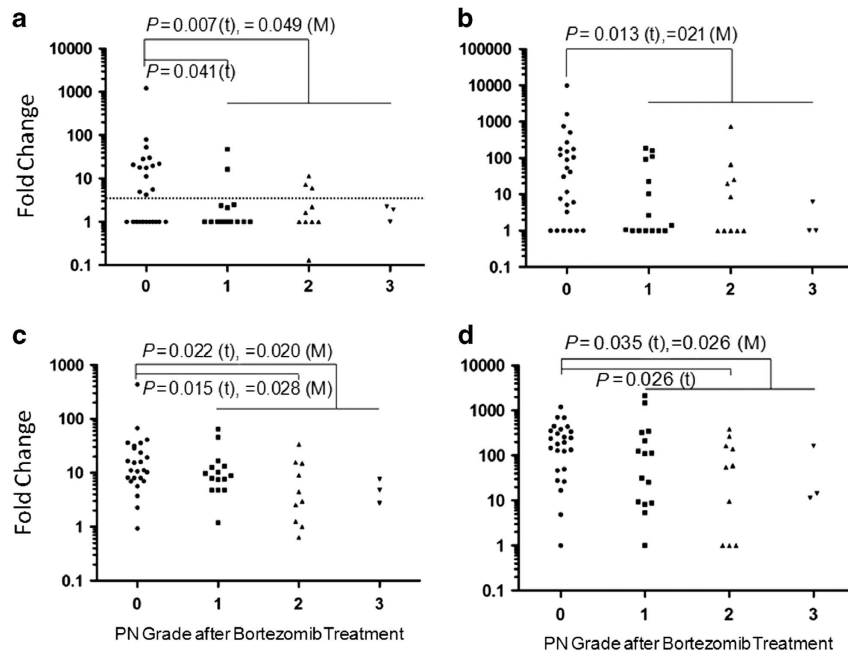 a
P = 0.007 (t), = 0.049 (M)
P = 0.041 (t)
10000
1000
100
10
1
0.1
Fold Change
0 1 2 3
b
P = 0.013 (t), =021 (M)
100000
10000
1000
100
10
1
0.1
0 1 2 3
c
P = 0.022 (t), =0.020 (M)
P = 0.015 (t), =0.028 (M)
1000
100
10
1
0.1
Fold Change
0 1 2 3
PN Grade after Bortezomib Treatment
d
P = 0.035 (t), =0.026 (M)
P = 0.026 (t)
10000
1000
100
10
1
0.1
0 1 2 3
PN Grade after Bortezomib Treatment